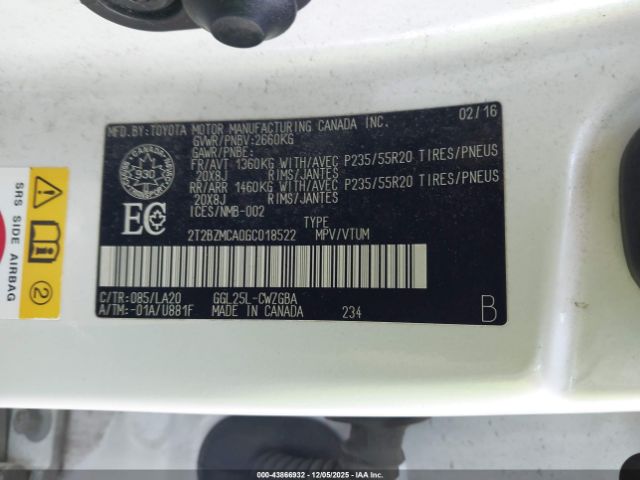 MFD.BY:TOYOTA MOTOR MANUFACTURING CANADA INC. 02/16
GVWR/PNBV:2660KG
GAWR/PNBE:
FR/AVT 1360KG WITH/AVEC P235/55R20 TIRES/PNEUS
20X8J RIMS/JANTES
RR/ARR 1460KG WITH/AVEC P235/55R20 TIRES/PNEUS
20X8J RIMS/JANTES
ICES/NMB-002
930
EC
TYPE
2T2BZMCA0GC018522 MPV/VTUM
C/TR:085/LA20 GGL25L-CWZGBA
A/TM:-01A/U881F MADE IN CANADA 234 B
SRS SIDE AIRBAG
2
000-43866932 - 12/05/2025 - IAA Inc.